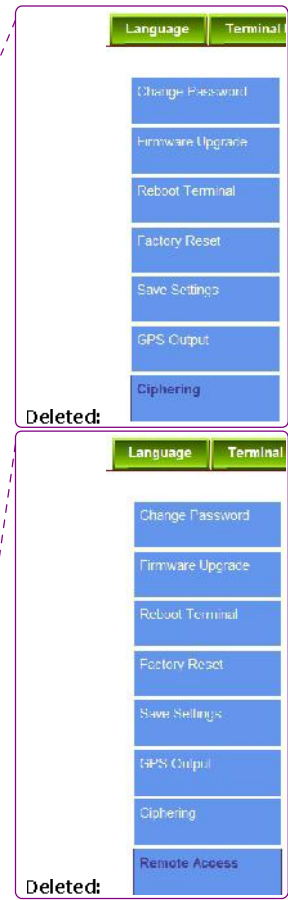 Language Terminal
Change Password
Firmware Upgrade
Reboot Terminal
Factory Reset
Save Settings
GPS Output
Ciphering
Deleted:
Language Terminal
Change Password
Firmware Upgrade
Reboot Terminal
Factory Reset
Save Settings
GPS Output
Ciphering
Remote Access
Deleted: